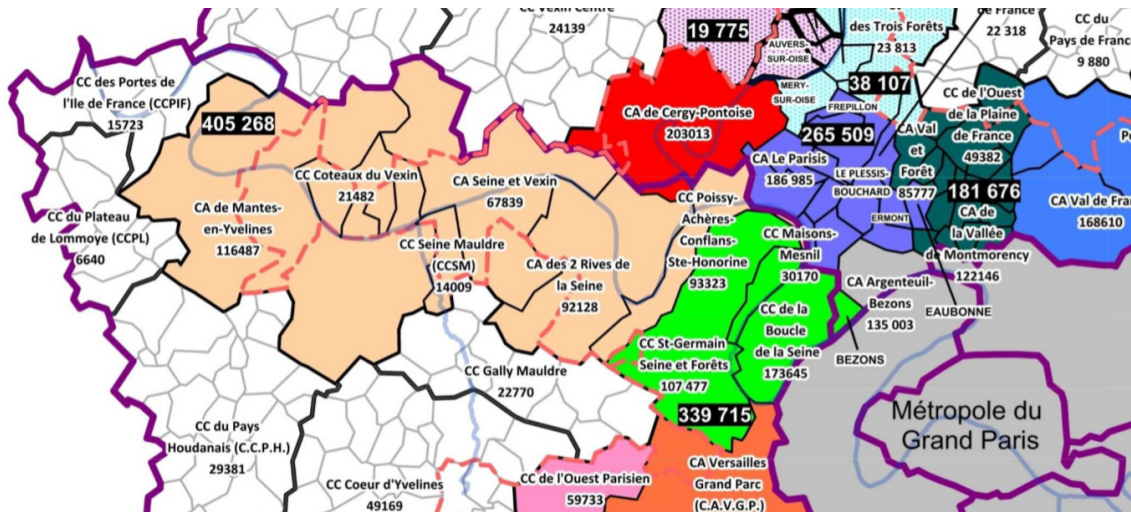 CC Vexin Centre
24139
19 775
des Trois Forêts
23 813
de France
22 318
CC du
Pays de France
9 880
AUVERS-
SUR-OISE
MERY-
SUR-OISE
38 107
FREPILLON
CC des Portes de
l'Ile de France (CCPIF)
15723
405 268
CA de Cergy-Pontoise
203013
265 509
CA Val
et
Forêt
85777
CC de l'Ouest
de la Plaine
de France
49382
181 676
CA Le Parisis
186 985
LE PLESSIS-
BOUCHARD
ERMONT
CA de
la Vallée
de Montmorency
122146
CA Val de Fran
168610
CC Coteaux du Vexin
21482
CA Seine et Vexin
67839
CA de Mantes-
en-Yvelines
116487
CC du Plateau
de Lommoye (CCPL)
6640
CC Seine Mauldre
(CCSM)
14009
CA des 2 Rives de
la Seine
92128
CC Poissy-
Achères-
Conflans-
Ste-Honorine
93323
CC Maisons-
Mesnil
30170
CA Argenteuil-
Bezons
135 003
EAUBONNE
BEZONS
CC de la
Boucle
de la Seine
173645
CC St-Germain
Seine et Forêts
107 477
339 715
CC Gally Mauldre
22770
Métropole du
Grand Paris
CC du Pays
Houdanais (C.C.P.H.)
29381
CC Coeur d'Yvelines
49169
CC de l'Ouest Parisien
59733
CA Versailles
Grand Parc
(C.A.V.G.P.)